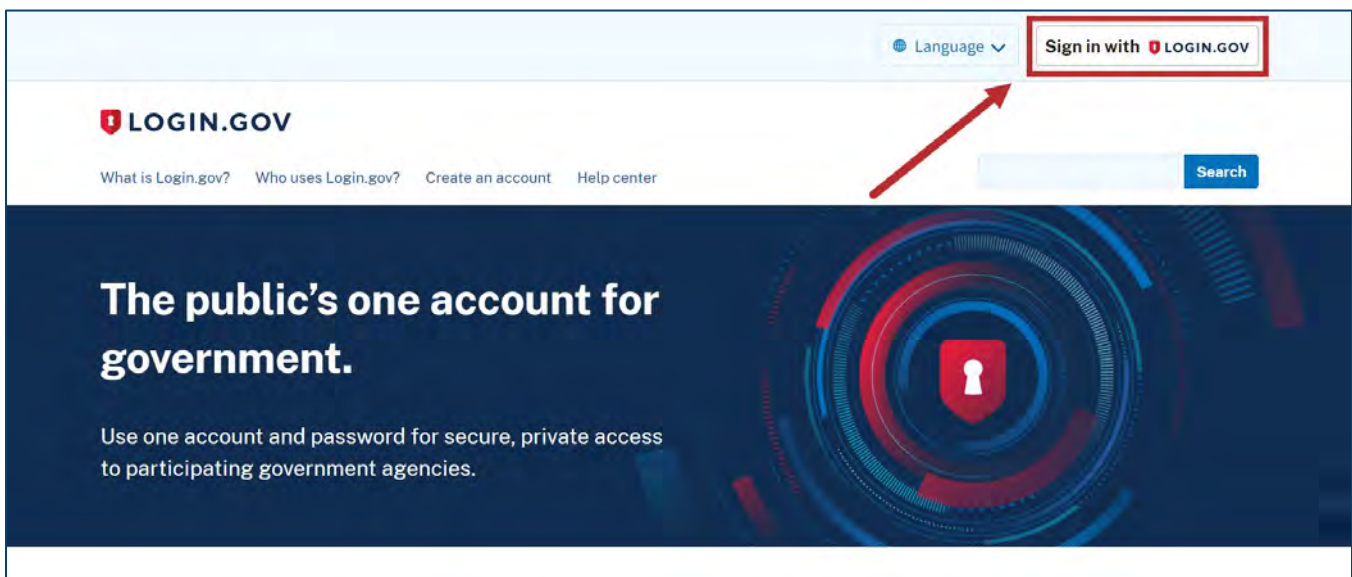 Language
Sign in with LOGIN.GOV
LOGIN.GOV
What is Login.gov? Who uses Login.gov? Create an account Help center
Search
The public's one account for
government.
Use one account and password for secure, private access
to participating government agencies.